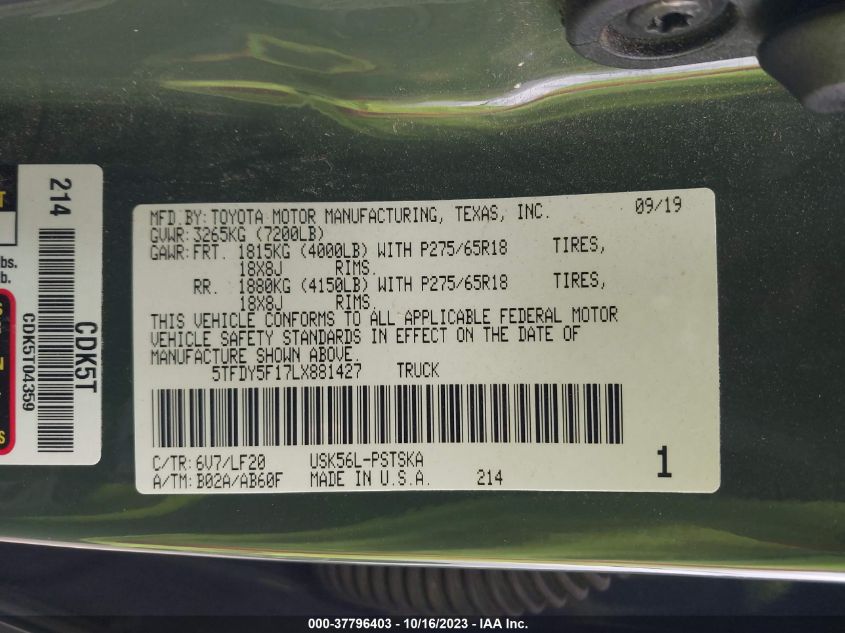 MFD.BY:TOYOTA MOTOR MANUFACTURING, TEXAS, INC. 09/19
GVWR:3265KG (7200LB)
GAWR:FRT. 1815KG (4000LB) WITH P275/65R18 TIRES,
18X8J RIMS.
RR. 1880KG (4150LB) WITH P275/65R18 TIRES,
18X8J RIMS.
THIS VEHICLE CONFORMS TO ALL APPLICABLE FEDERAL MOTOR
VEHICLE SAFETY STANDARDS IN EFFECT ON THE DATE OF
MANUFACTURE SHOWN ABOVE.
5TFDY5F17LX881427 TRUCK
C/TR: 6V7/LF20 USK56L-PSTSKA 1
A/TM: B02A/AB60F MADE IN U.S.A. 214
214
CDK5T
CDK5T04359
lbs.
lb.
000-37796403 - 10/16/2023 - IAA Inc.